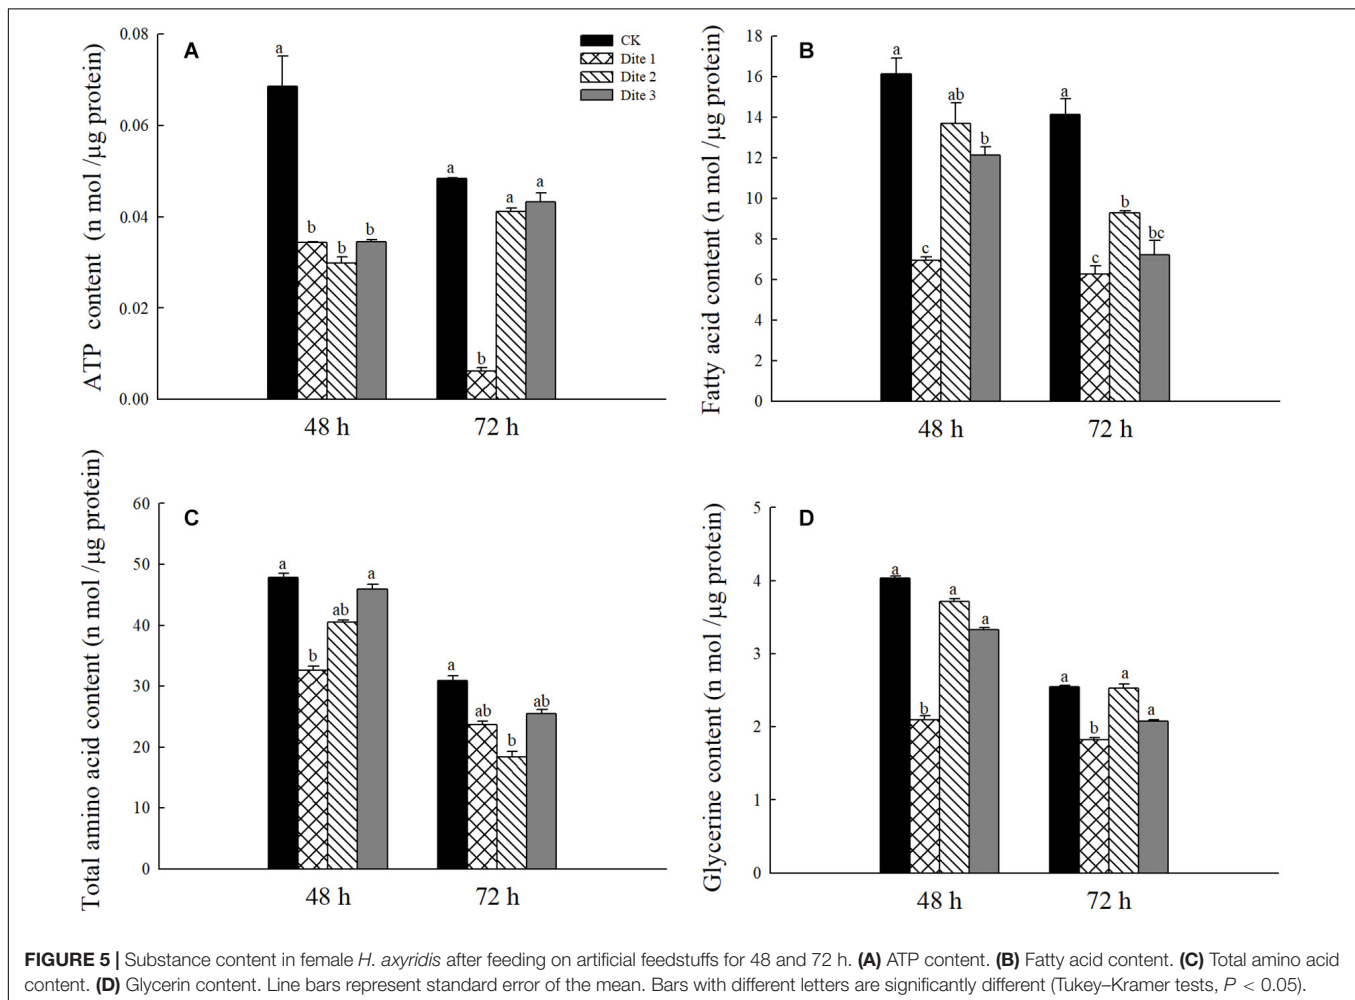 A
ATP content (n mol /µg protein)
0.08
0.06
0.04
0.02
0.00
CK
Dite 1
Dite 2
Dite 3
a
b
b
b
a
b
a
a
48 h
72 h
B
Fatty acid content (n mol /µg protein)
18
16
14
12
10
8
6
4
2
0
a
c
ab
b
a
c
b
bc
48 h
72 h
C
Total amino acid content (n mol /µg protein)
60
50
40
30
20
10
0
a
b
ab
a
a
ab
b
ab
48 h
72 h
D
Glycerine content (n mol /µg protein)
5
4
3
2
1
0
a
b
a
a
a
b
a
a
48 h
72 h
FIGURE 5 | Substance content in female H. axyridis after feeding on artificial feedstuffs for 48 and 72 h. (A) ATP content. (B) Fatty acid content. (C) Total amino acid
content. (D) Glycerin content. Line bars represent standard error of the mean. Bars with different letters are significantly different (Tukey–Kramer tests, P < 0.05).